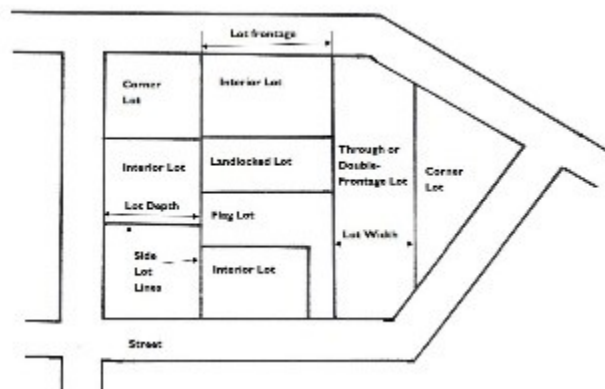 Lot frontage
Corner
Lot
Interior Lot
Interior Lot
Landlocked Lot
Through or
Double-
Frontage Lot
Corner
Lot
Lot Depth
Flag Lot
Lot Width
Side
Lot
Lines
Interior Lot
Street